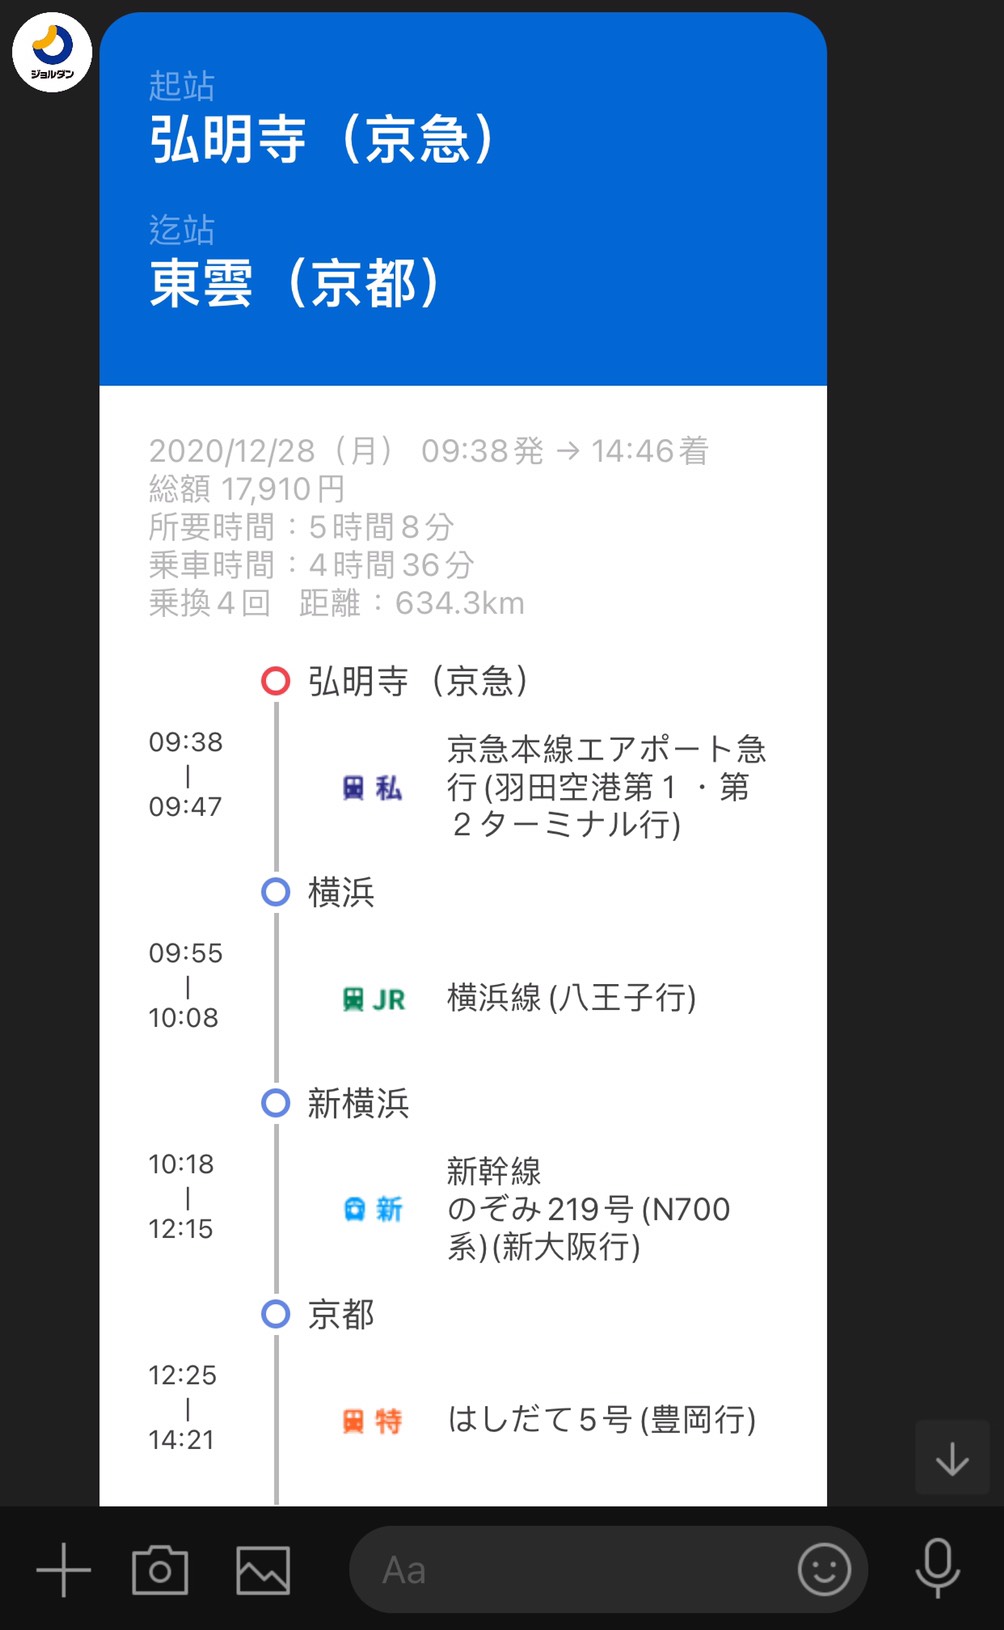 ジョルダン
起站
弘明寺（京急）
迄站
東雲（京都）
2020/12/28（月） 09:38発 → 14:46着
総額 17,910円
所要時間：5時間8分
乗車時間：4時間36分
乗換4回 距離：634.3km
弘明寺（京急）
09:38
|
09:47
私
京急本線エアポート急
行(羽田空港第１・第
２ターミナル行)
横浜
09:55
|
10:08
JR
横浜線(八王子行)
新横浜
10:18
|
12:15
新
新幹線
のぞみ219号(N700
系)(新大阪行)
京都
12:25
|
14:21
特
はしだて5号(豊岡行)
Aa